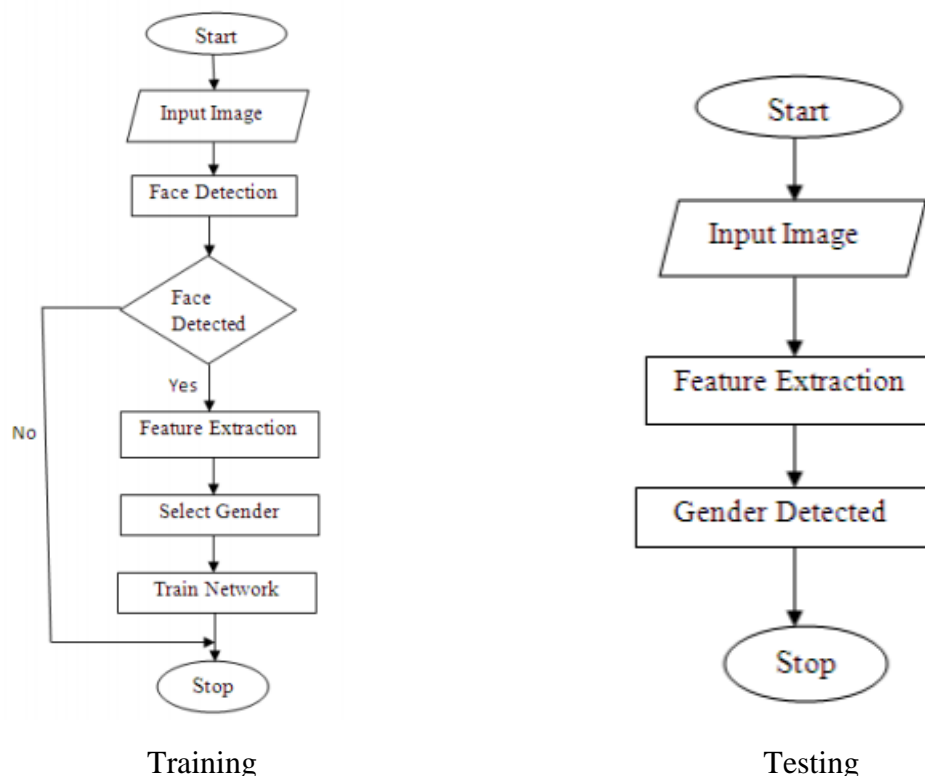 Start
Input Image
Face Detection
Face
Detected
Yes
No
Feature Extraction
Select Gender
Train Network
Stop
Training
Start
Input Image
Feature Extraction
Gender Detected
Stop
Testing